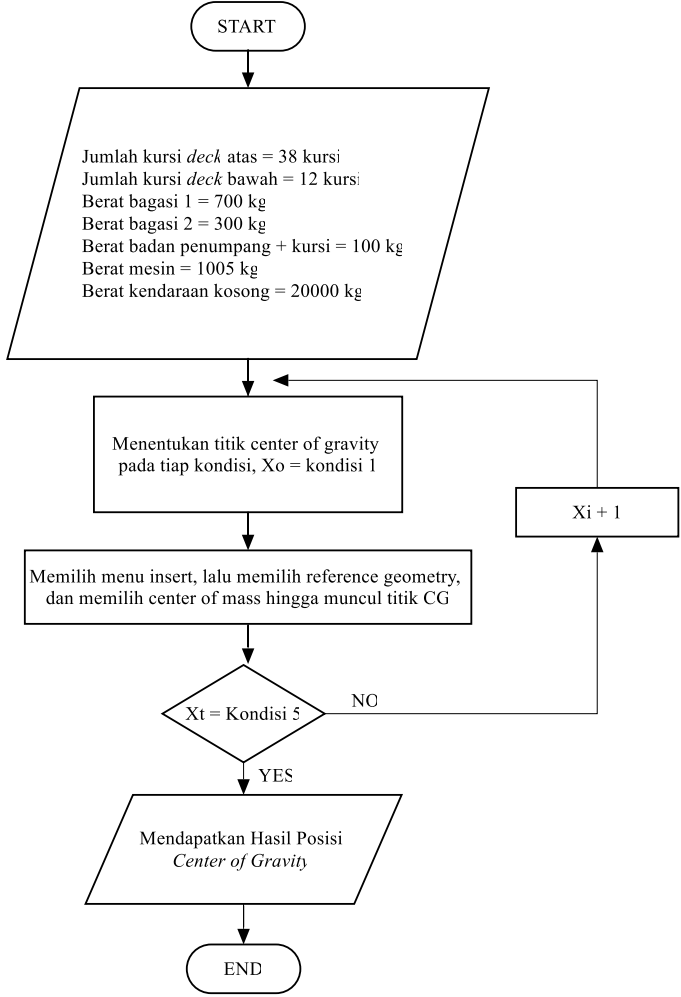 START
Jumlah kursi deck atas = 38 kursi
Jumlah kursi deck bawah = 12 kursi
Berat bagasi 1 = 700 kg
Berat bagasi 2 = 300 kg
Berat badan penumpang + kursi = 100 kg
Berat mesin = 1005 kg
Berat kendaraan kosong = 20000 kg
Menentukan titik center of gravity
pada tiap kondisi, Xo = kondisi 1
Xi + 1
Memilih menu insert, lalu memilih reference geometry,
dan memilih center of mass hingga muncul titik CG
Xt = Kondisi 5
NO
YES
Mendapatkan Hasil Posisi
Center of Gravity
END